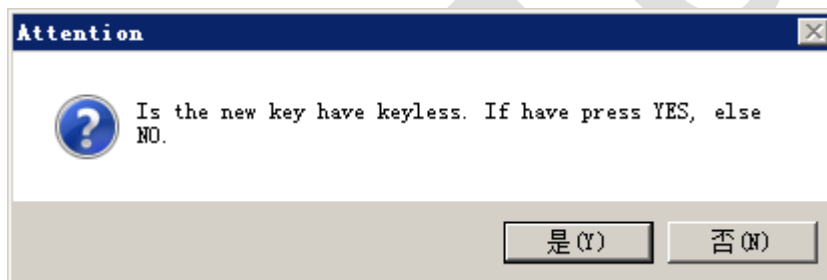 Attention
Is the new key have keyless. If have press YES, else
NO.
是(Y)
否(N)